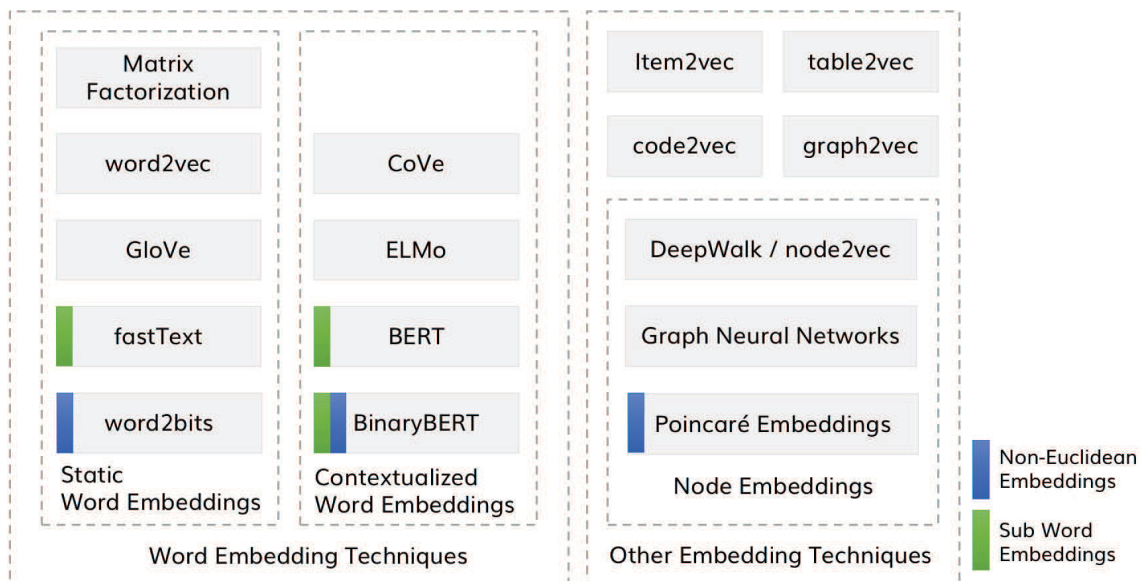 Matrix
Factorization
word2vec
GloVe
fastText
word2bits
Static
Word Embeddings
CoVe
ELMo
BERT
BinaryBERT
Contextualized
Word Embeddings
Word Embedding Techniques
Item2vec
table2vec
code2vec
graph2vec
DeepWalk / node2vec
Graph Neural Networks
Poincaré Embeddings
Node Embeddings
Other Embedding Techniques
Non-Euclidean
Embeddings
Sub Word
Embeddings